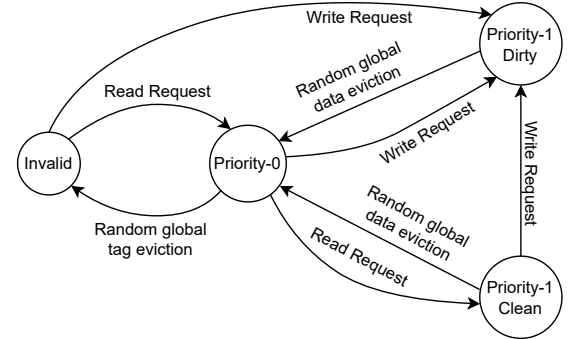 Write Request
Priority-1
Dirty
Random global
data eviction
Read Request
Write Request
Invalid
Priority-0
Write Request
Random global
tag eviction
Random global
data eviction
Read Request
Priority-1
Clean